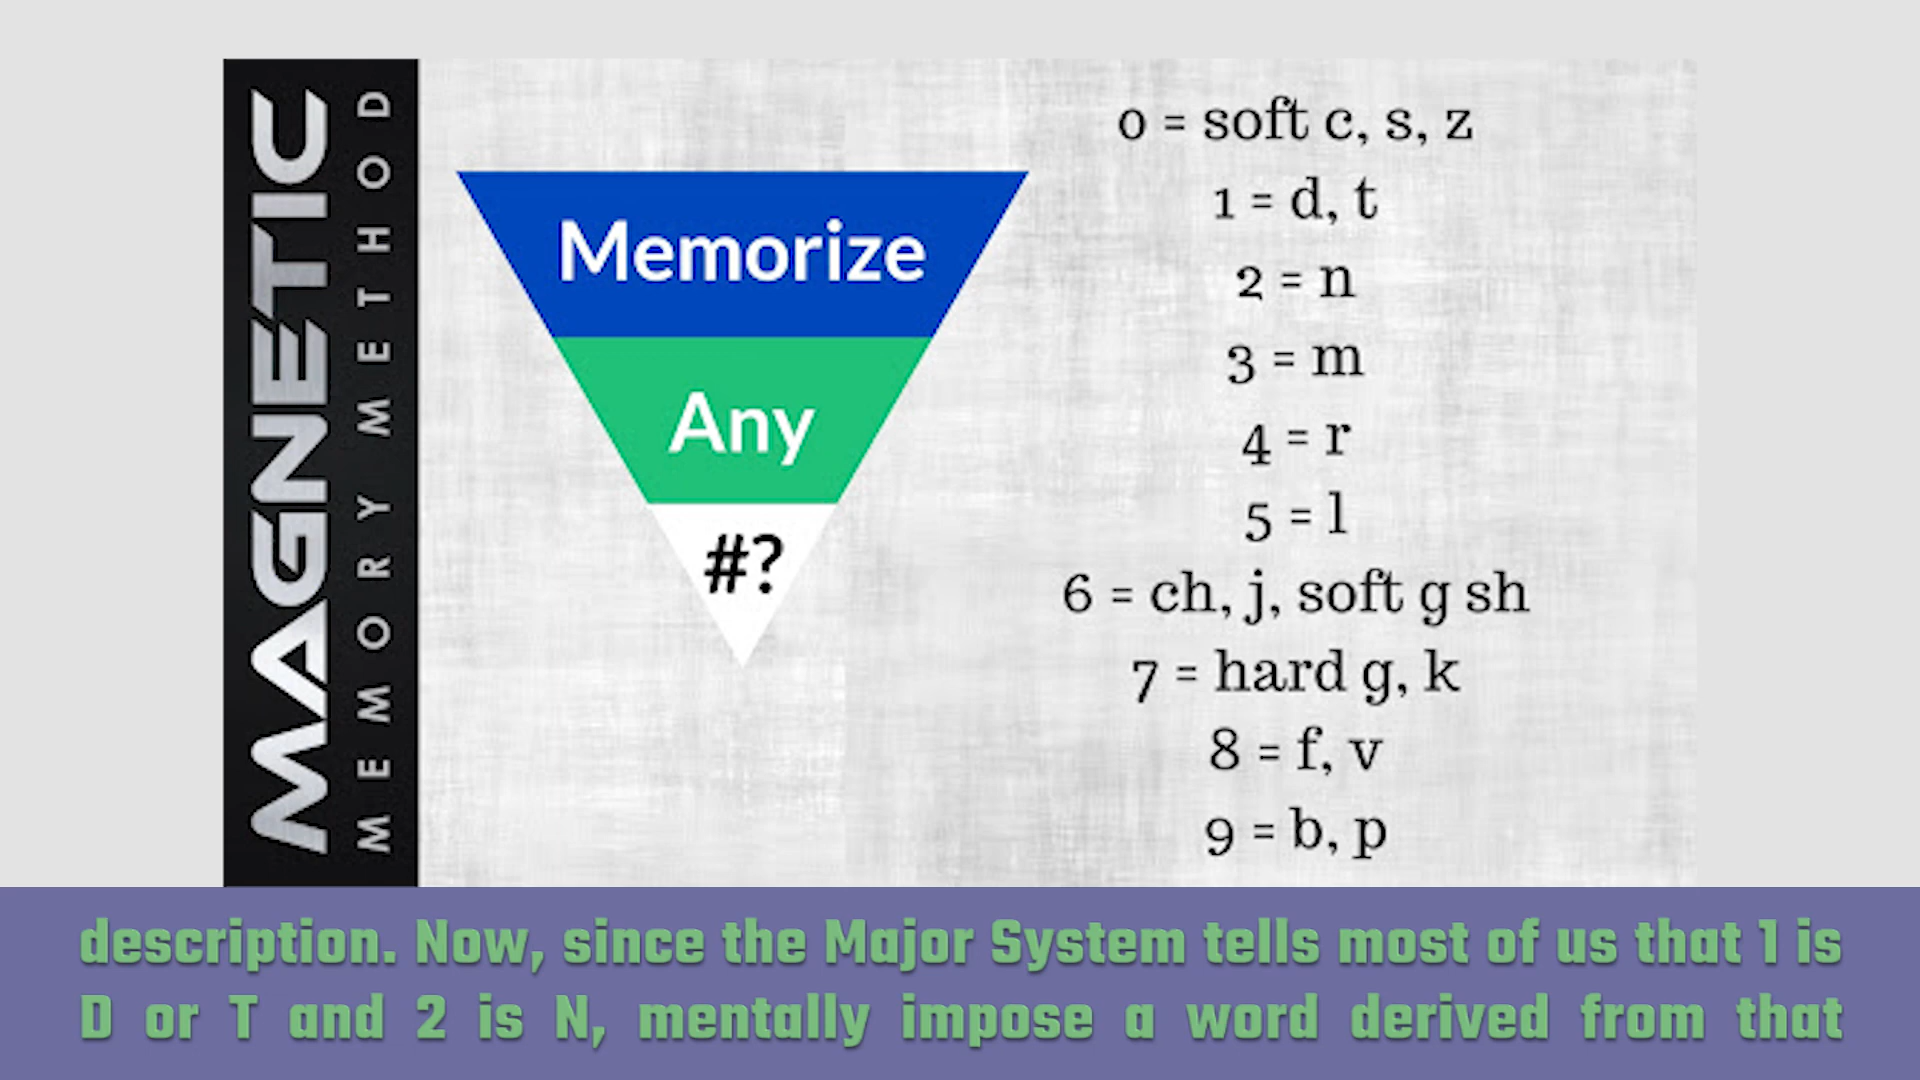 MAGNETIC
MEMORY METHOD
Memorize
Any
#?
0 = soft c, s, z
1 = d, t
2 = n
3 = m
4 = r
5 = l
6 = ch, j, soft g sh
7 = hard g, k
8 = f, v
9 = b, p
description. Now, since the Major System tells most of us that 1 is
D or T and 2 is N, mentally impose a word derived from that